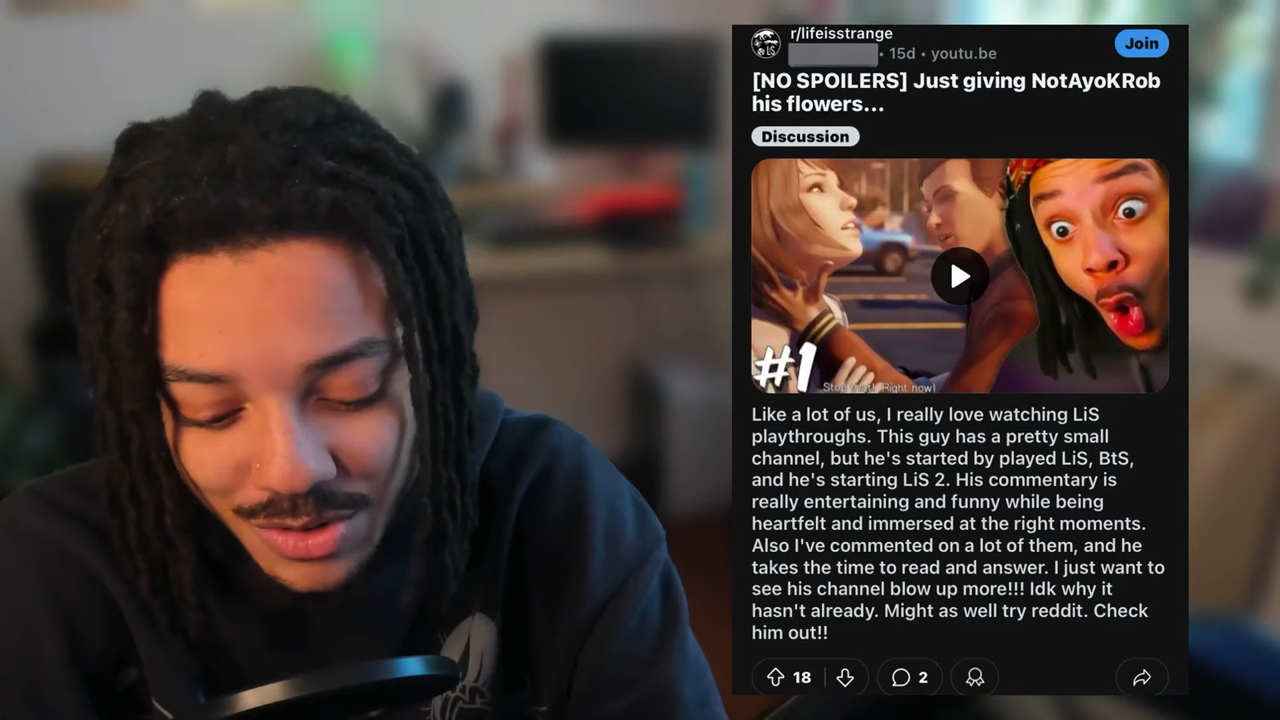 r/lifeisstrange
• 15d • youtu.be
Join
[NO SPOILERS] Just giving NotAyoKRob
his flowers...
Discussion
#1
Right now!
Like a lot of us, I really love watching LiS
playthroughs. This guy has a pretty small
channel, but he's started by played LiS, BtS,
and he's starting LiS 2. His commentary is
really entertaining and funny while being
heartfelt and immersed at the right moments.
Also I've commented on a lot of them, and he
takes the time to read and answer. I just want to
see his channel blow up more!!! Idk why it
hasn't already. Might as well try reddit. Check
him out!!
18
2